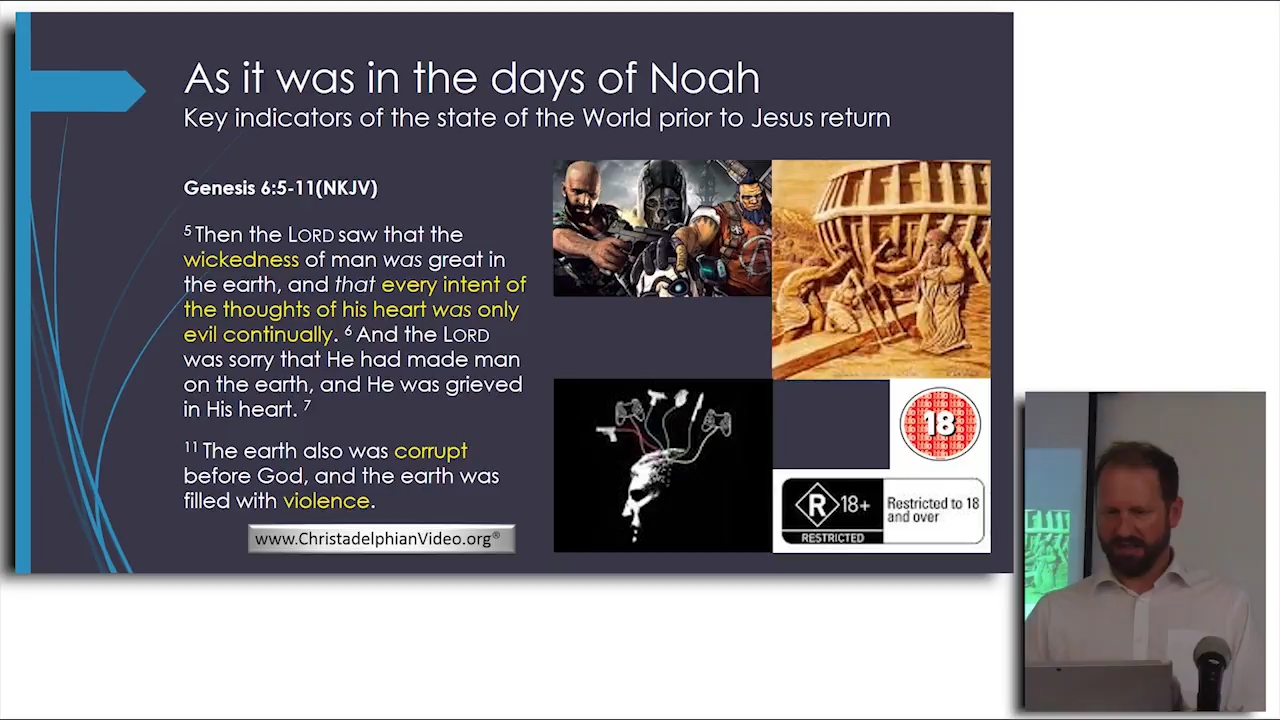 As it was in the days of Noah
Key indicators of the state of the World prior to Jesus return
Genesis 6:5-11(NKJV)
5 Then the LORD saw that the
wickedness of man was great in
the earth, and that every intent of
the thoughts of his heart was only
evil continually. 6 And the LORD
was sorry that He had made man
on the earth, and He was grieved
in His heart. 7
11 The earth also was corrupt
before God, and the earth was
filled with violence.
www.ChristadelphianVideo.org®
18
R 18+
RESTRICTED
Restricted to 18
and over